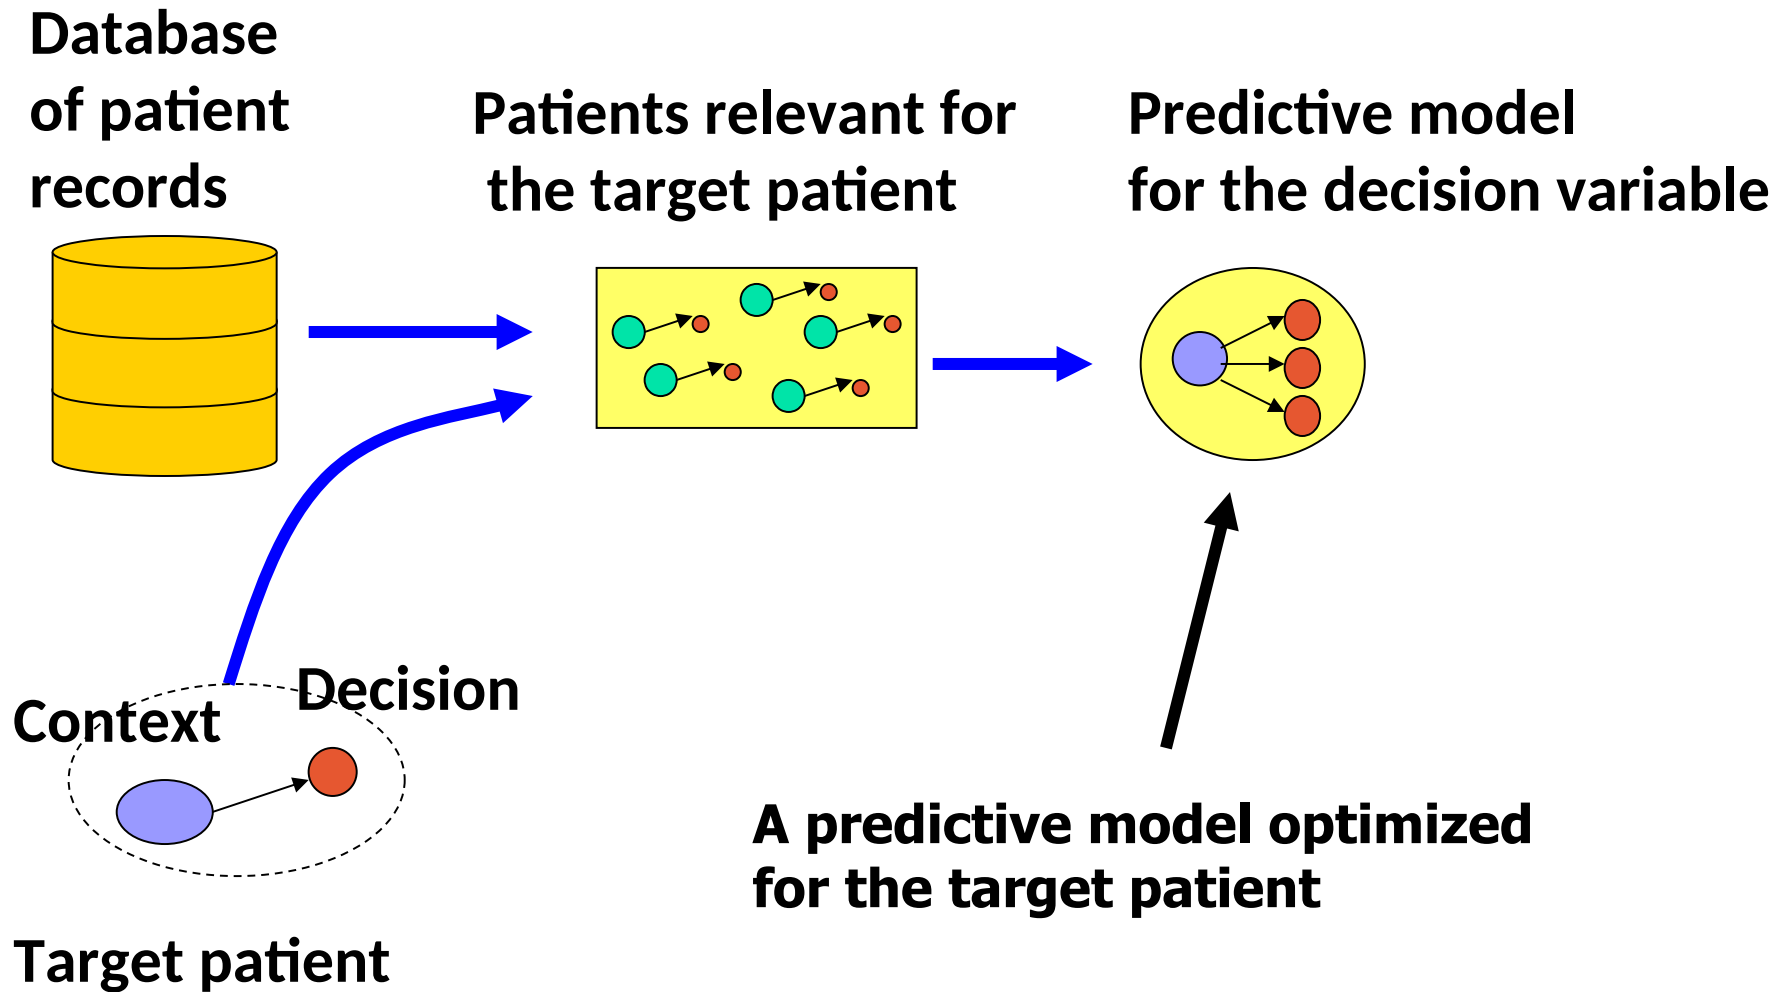 Database
of patient
records
Patients relevant for
the target patient
Predictive model
for the decision variable
Decision
Context
A predictive model optimized
for the target patient
Target patient